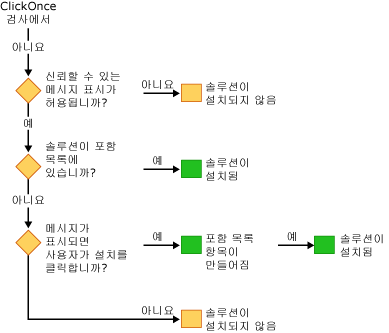 ClickOnce
검사에서
아니요
신뢰할 수 있는
메시지 표시가
허용됩니까?
아니요
솔루션이
설치되지 않음
예
솔루션이 포함
목록에
있습니까?
예
솔루션이
설치됨
아니요
메시지가
표시되면
사용자가 설치를
클릭합니까?
예
포함 목록
항목이
만들어짐
예
솔루션이
설치됨
아니요
솔루션이
설치되지 않음